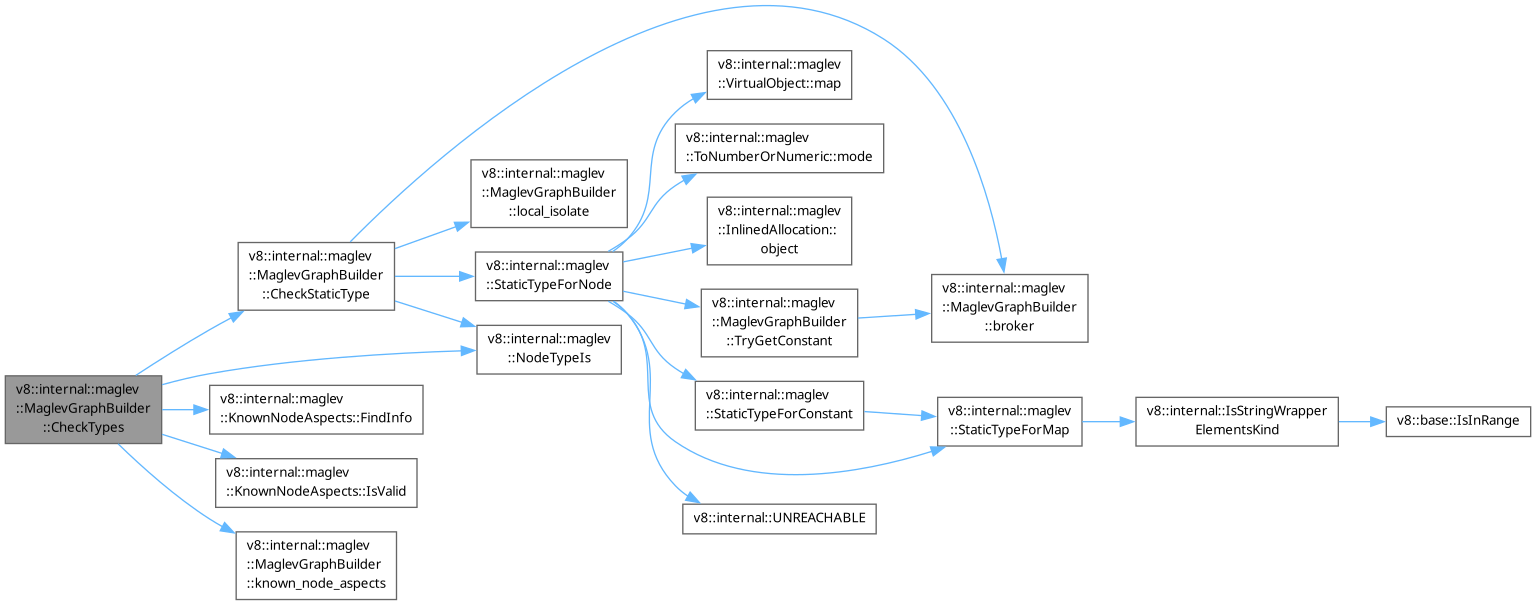 v8::internal::maglev
::MaglevGraphBuilder
::CheckTypes
v8::internal::maglev
::MaglevGraphBuilder
::CheckStaticType
v8::internal::maglev
::KnownNodeAspects::FindInfo
v8::internal::maglev
::KnownNodeAspects::IsValid
v8::internal::maglev
::MaglevGraphBuilder
::known_node_aspects
v8::internal::maglev
::MaglevGraphBuilder
::local_isolate
v8::internal::maglev
::StaticTypeForNode
v8::internal::maglev
::NodeTypeIs
v8::internal::maglev
::VirtualObject::map
v8::internal::maglev
::ToNumberOrNumeric::mode
v8::internal::maglev
::InlinedAllocation::
object
v8::internal::maglev
::MaglevGraphBuilder
::TryGetConstant
v8::internal::maglev
::StaticTypeForConstant
v8::internal::UNREACHABLE
v8::internal::maglev
::MaglevGraphBuilder
::broker
v8::internal::maglev
::StaticTypeForMap
v8::internal::IsStringWrapper
ElementsKind
v8::base::IsInRange